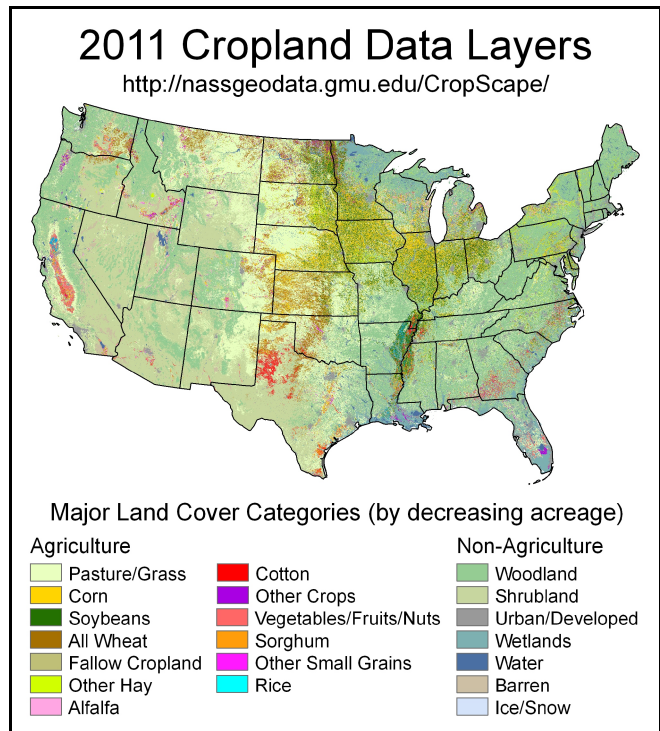 2011 Cropland Data Layers
http://nassgeodata.gmu.edu/CropScape/
Major Land Cover Categories (by decreasing acreage)
Agriculture
Pasture/Grass
Corn
Soybeans
All Wheat
Fallow Cropland
Other Hay
Alfalfa
Cotton
Other Crops
Vegetables/Fruits/Nuts
Sorghum
Other Small Grains
Rice
Non-Agriculture
Woodland
Shrubland
Urban/Developed
Wetlands
Water
Barren
Ice/Snow